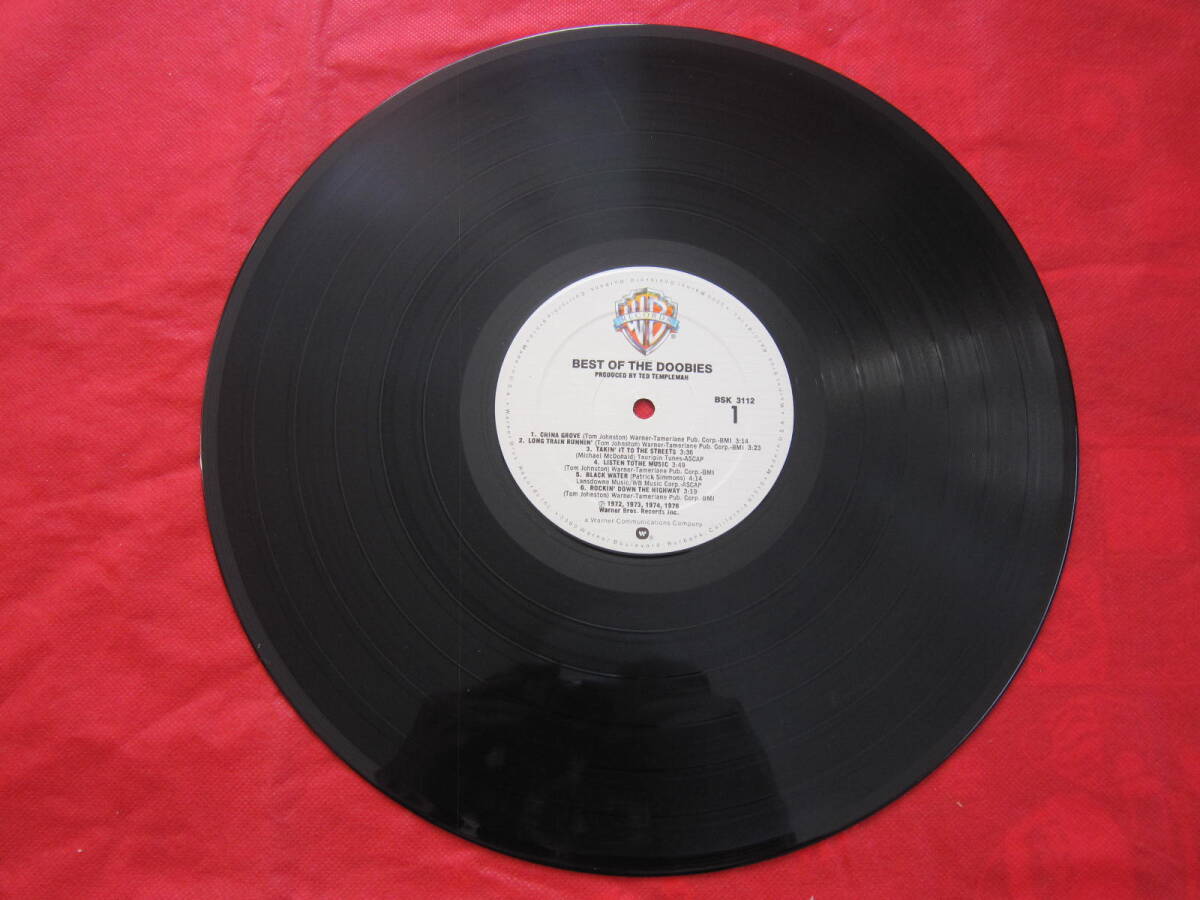 WB
RECORDS
®
BEST OF THE DOOBIES
PRODUCED BY TED TEMPLEMAN
BSK 3112
1
1. CHINA GROVE (Tom Johnston) Warner-Tamerlane Pub. Corp.-BMI 3:14
2. LONG TRAIN RUNNIN' (Tom Johnston) Warner-Tamerlane Pub. Corp.-BMI 3:23
3. TAKIN' IT TO THE STREETS 3:36
(Michael McDonald) Tauripin Tunes-ASCAP
4. LISTEN TOTHE MUSIC 3:49
(Tom Johnston) Warner-Tamerlane Pub. Corp.-BMI
5. BLACK WATER (Patrick Simmons) 4:14
Lansdowne Music/WB Music Corp.-ASCAP
6. ROCKIN' DOWN THE HIGHWAY 3:19
(Tom Johnston) Warner-Tamerlane Pub. Corp.-BMI
℗ 1972, 1973, 1974, 1976
Warner Bros. Records Inc.
a Warner Communications Company